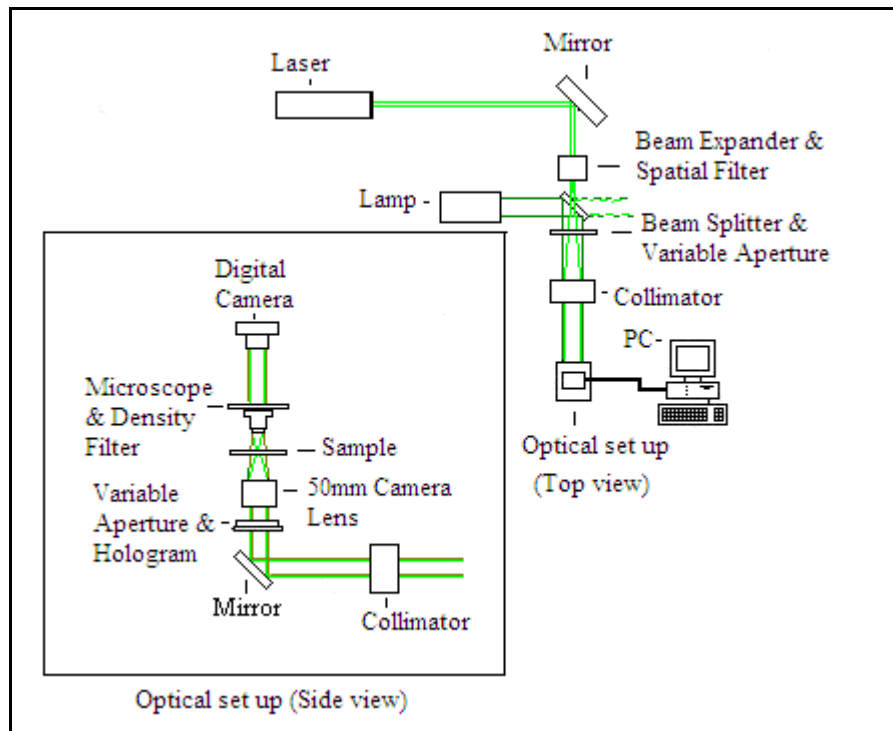 Mirror
Laser
Beam Expander &
Spatial Filter
Lamp-
Beam Splitter &
Variable Aperture
Collimator
PC-
Optical set up
(Top view)
Digital
Camera
Microscope
& Density
Filter
Sample
50mm Camera
Lens
Variable
Aperture &
Hologram
Mirror
Collimator
Optical set up (Side view)